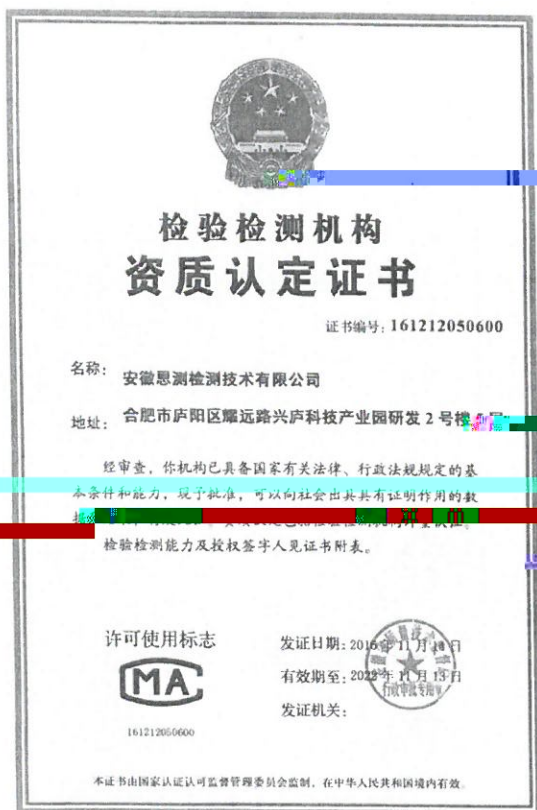 检验检测机构
资质认定证书
证书编号:161212050600
名称: 安徽恳测检测技术有限公司
地址: 合肥市庐阳区耀远路兴庐科技产业园研发 2 号楼
经审查,你机构已具备国家有关法律、行政法规规定的基
本条件和能力,现予批准,可以向社会出具具有证明作用的数
检验检测能力及授权签字人见证书附表。
许可使用标志
MA
161212050600
发证日期:2016年11月14日
有效期至:2022年11月13日
发证机关:
行政审批专用章
本证书由国家认证认可监督管理委员会监制,在中华人民共和国境内有效。